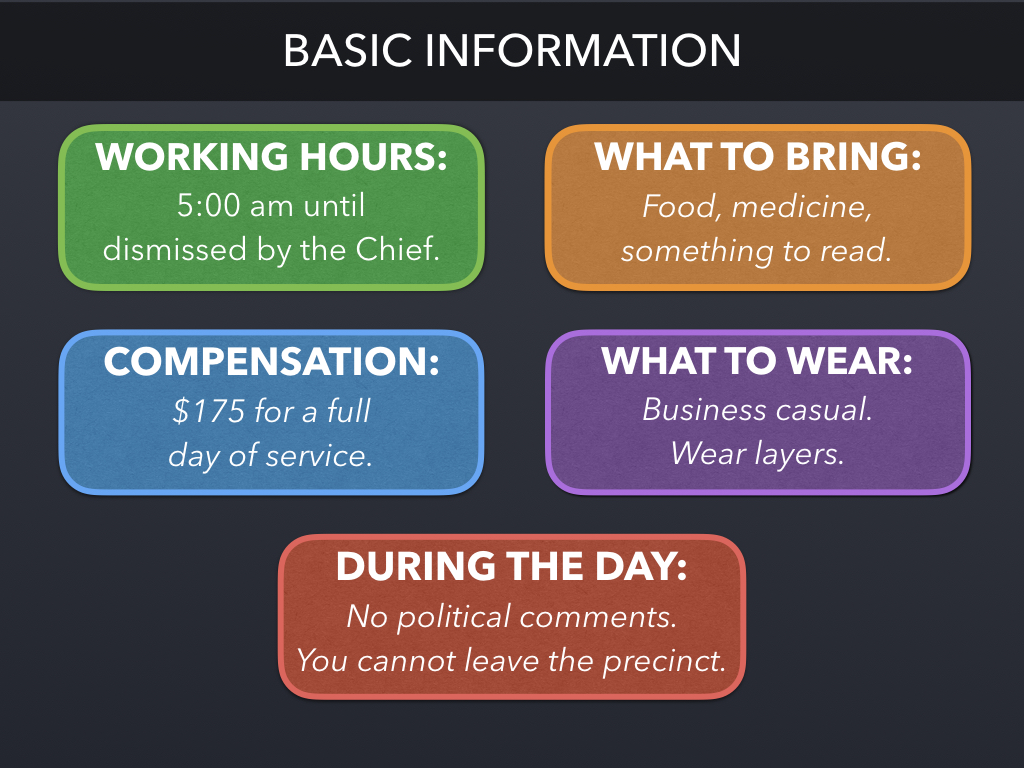 BASIC INFORMATION
WORKING HOURS:
5:00 am until
dismissed by the Chief.
WHAT TO BRING:
Food, medicine,
something to read.
COMPENSATION:
$175 for a full
day of service.
WHAT TO WEAR:
Business casual.
Wear layers.
DURING THE DAY:
No political comments.
You cannot leave the precinct.